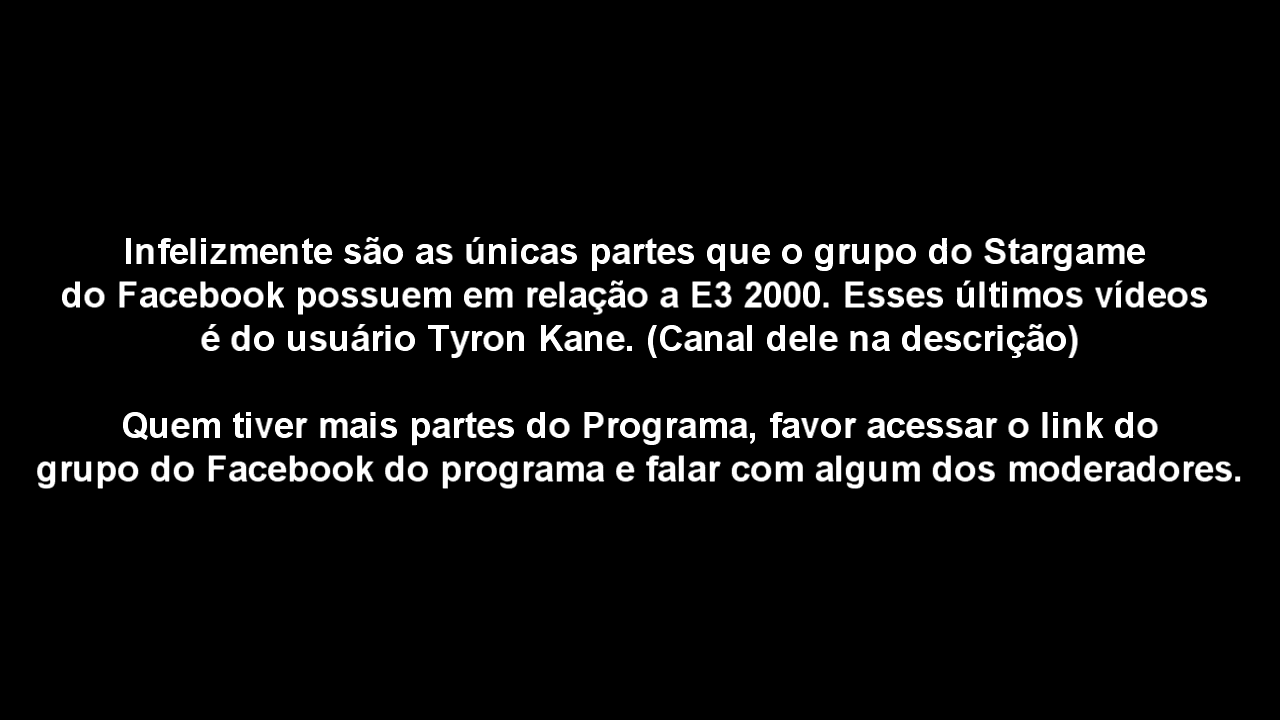 Infelizmente são as únicas partes que o grupo do Stargame
do Facebook possuem em relação a E3 2000. Esses últimos vídeos
é do usuário Tyron Kane. (Canal dele na descrição)
Quem tiver mais partes do Programa, favor acessar o link do
grupo do Facebook do programa e falar com algum dos moderadores.